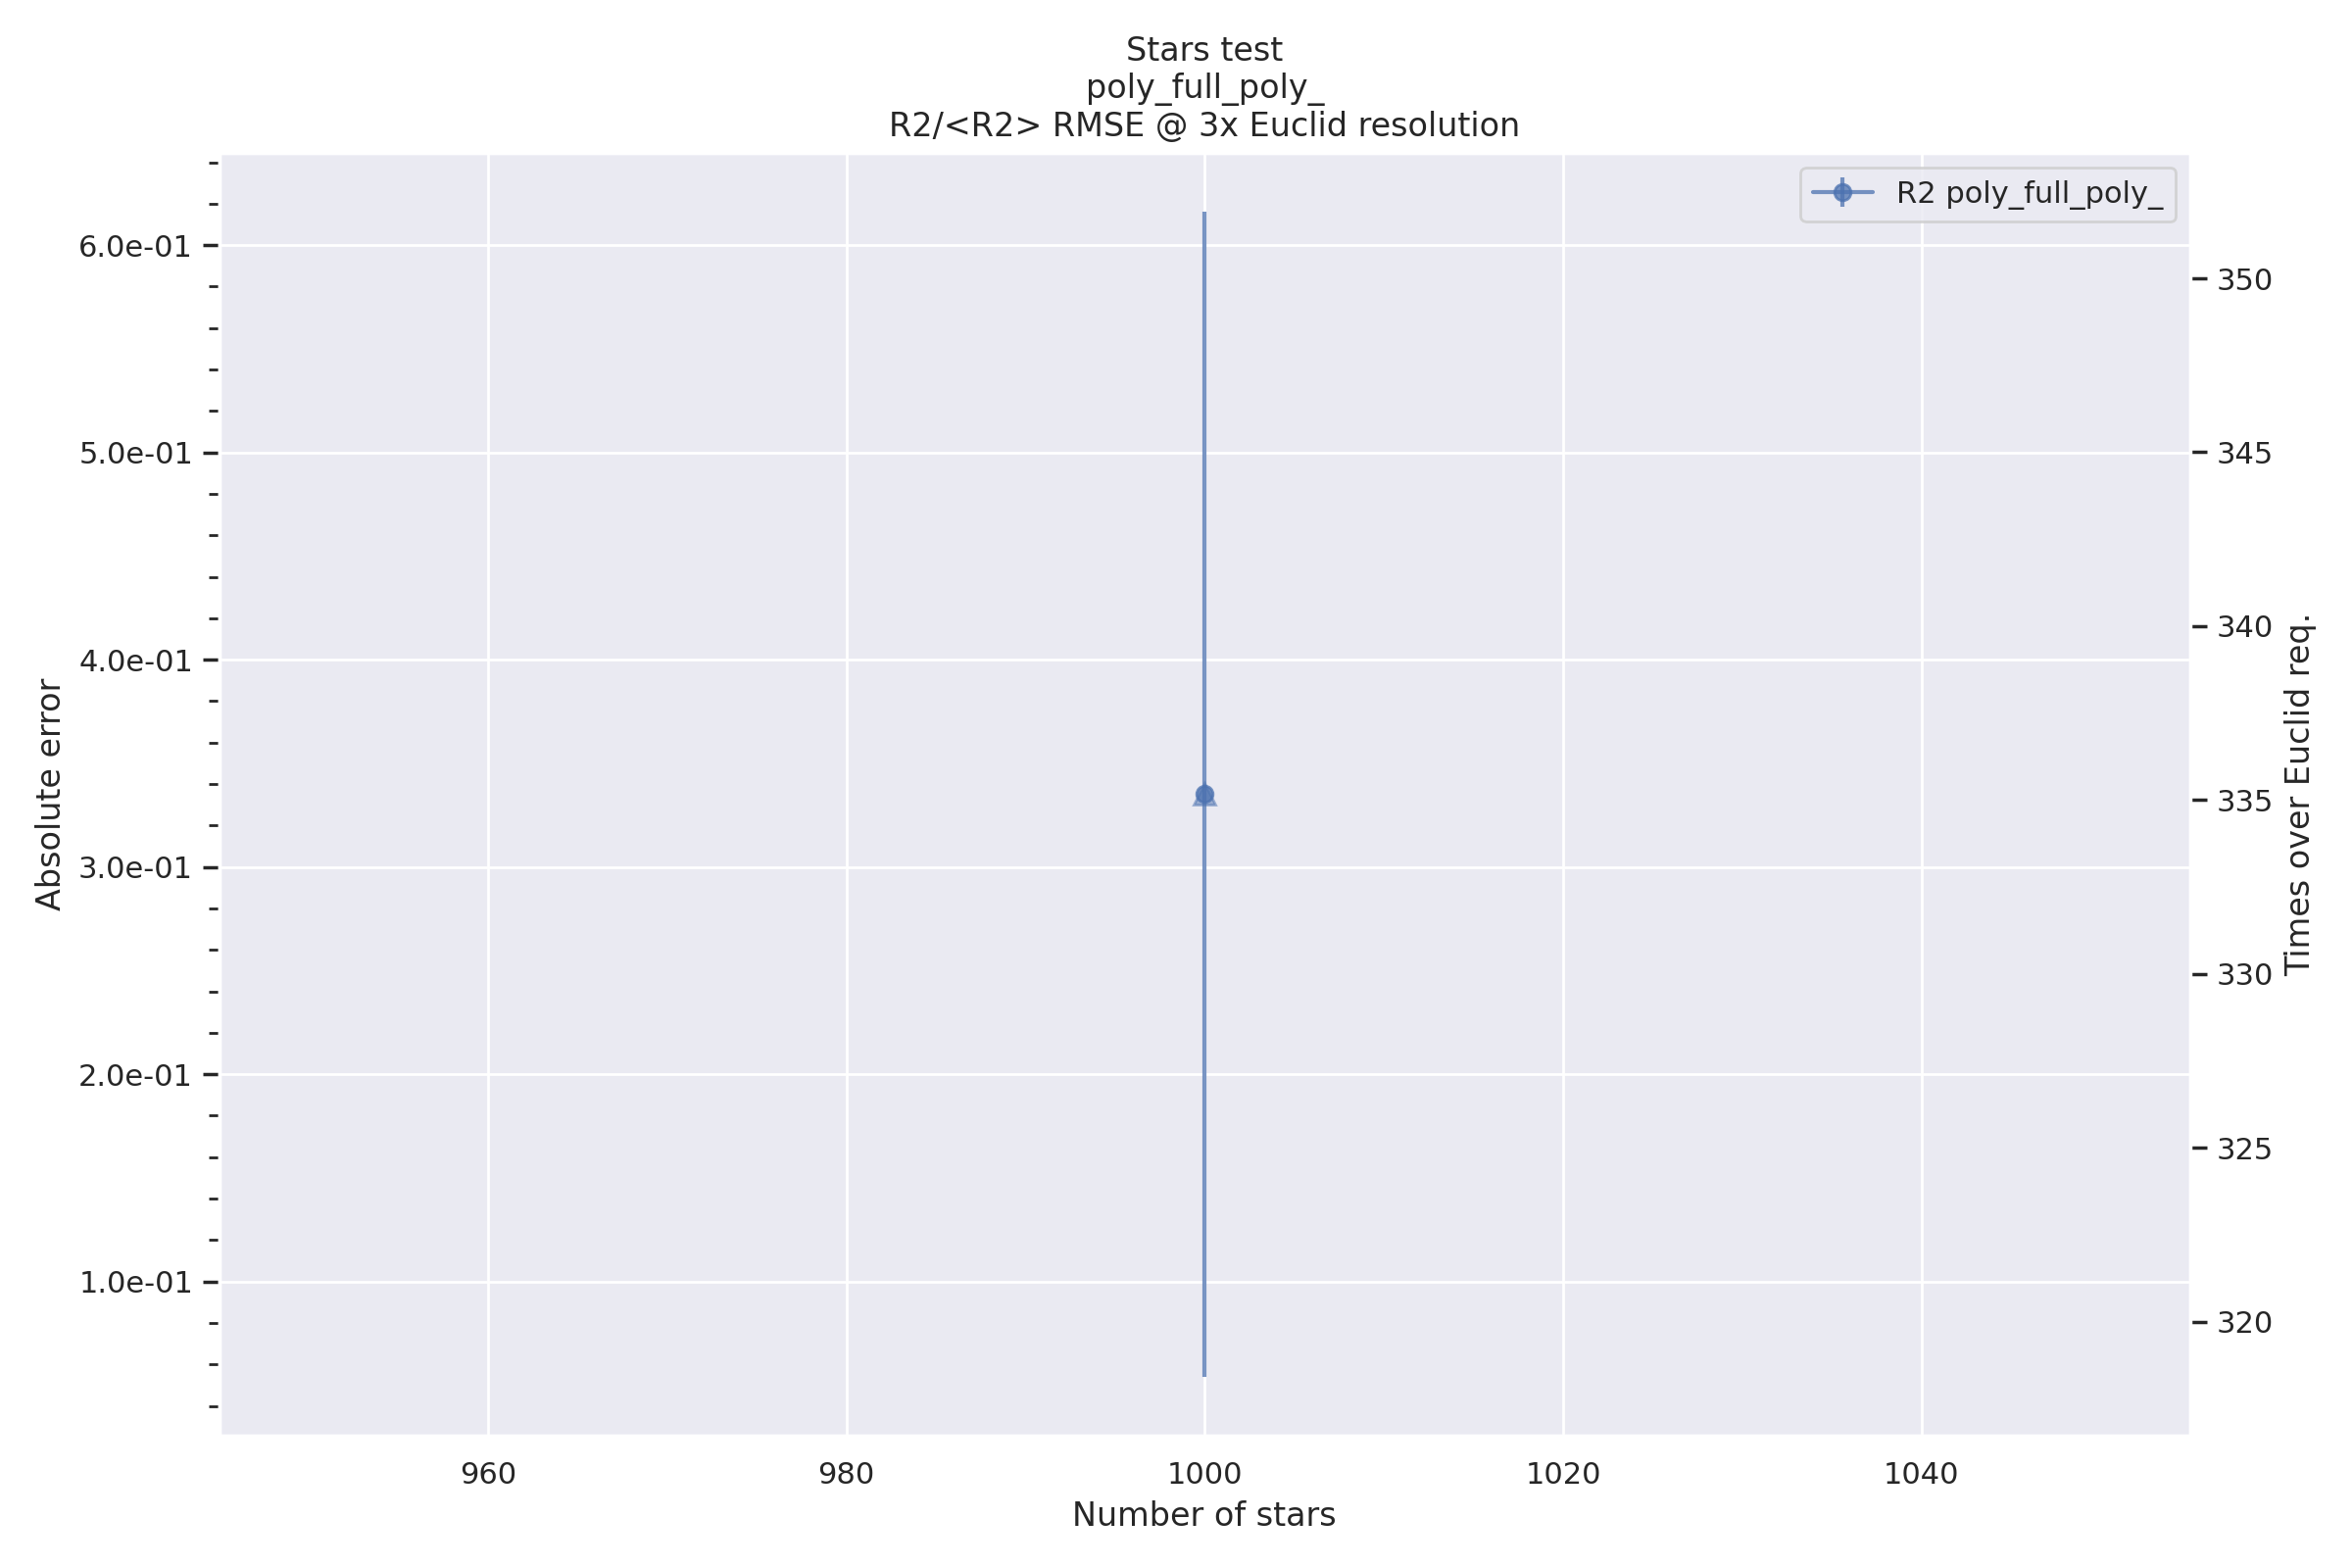 Stars test
poly_full_poly_
R2/<R2> RMSE @ 3x Euclid resolution
R2 poly_full_poly_
Absolute error
6.0e-01
5.0e-01
4.0e-01
3.0e-01
2.0e-01
1.0e-01
350
345
340
335
330
325
320
Times over Euclid req.
960 980 1000 1020 1040
Number of stars